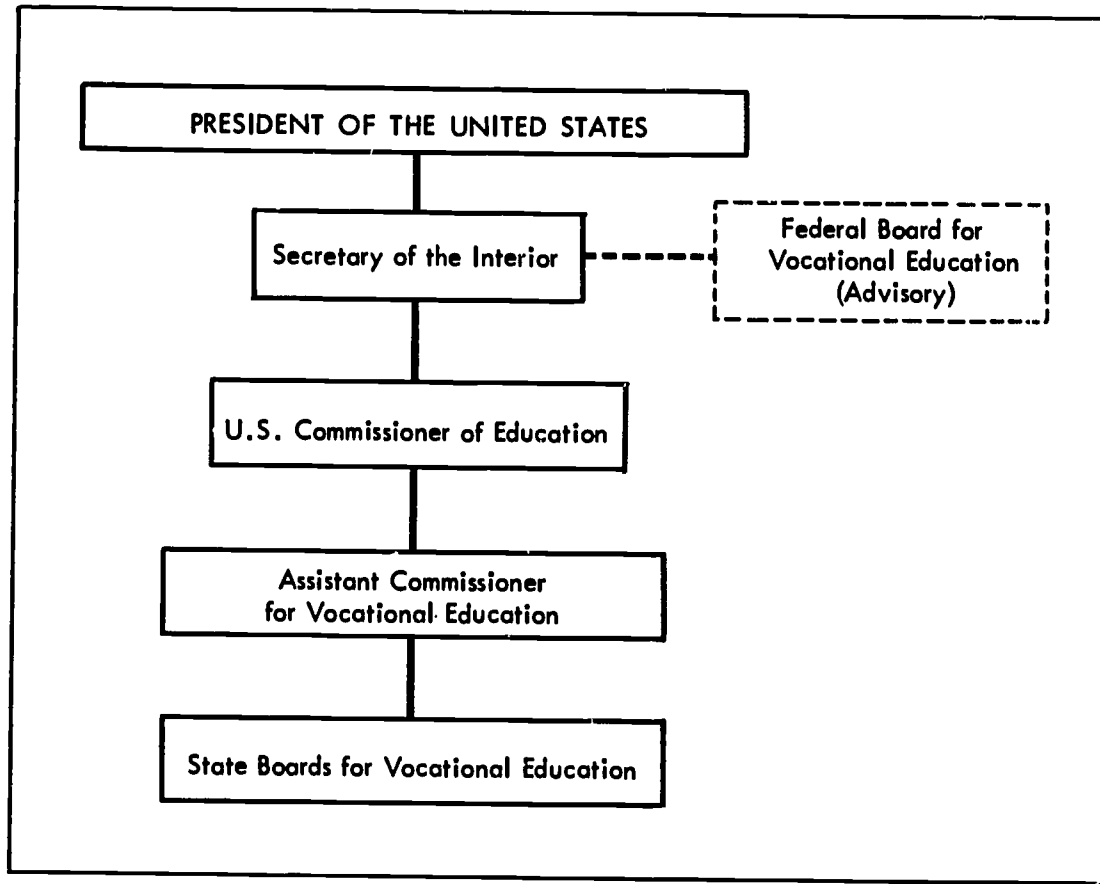 PRESIDENT OF THE UNITED STATES
Secretary of the Interior
Federal Board for
Vocational Education
(Advisory)
U.S. Commissioner of Education
Assistant Commissioner
for Vocational Education
State Boards for Vocational Education